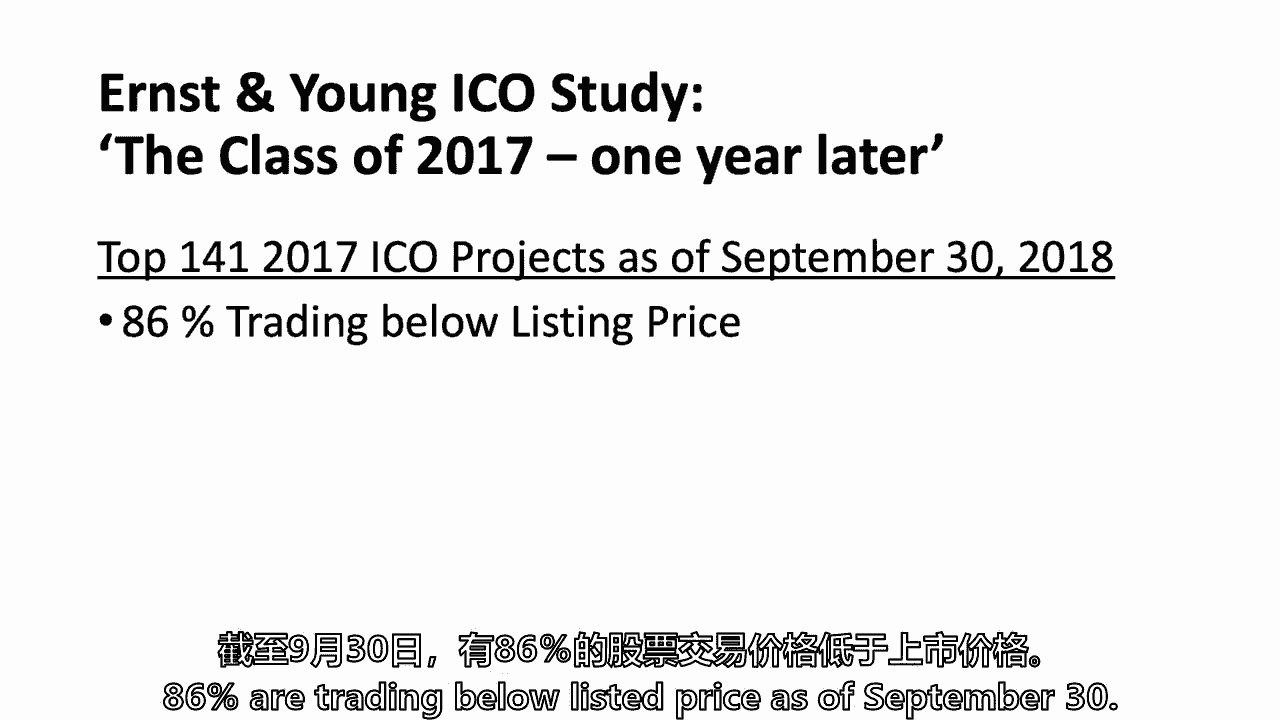 Ernst & Young ICO Study:
‘The Class of 2017 – one year later’
Top 141 2017 ICO Projects as of September 30, 2018
• 86 % Trading below Listing Price
截至9月30日，有86%的股票交易价格低于上市价格。
86% are trading below listed price as of September 30.